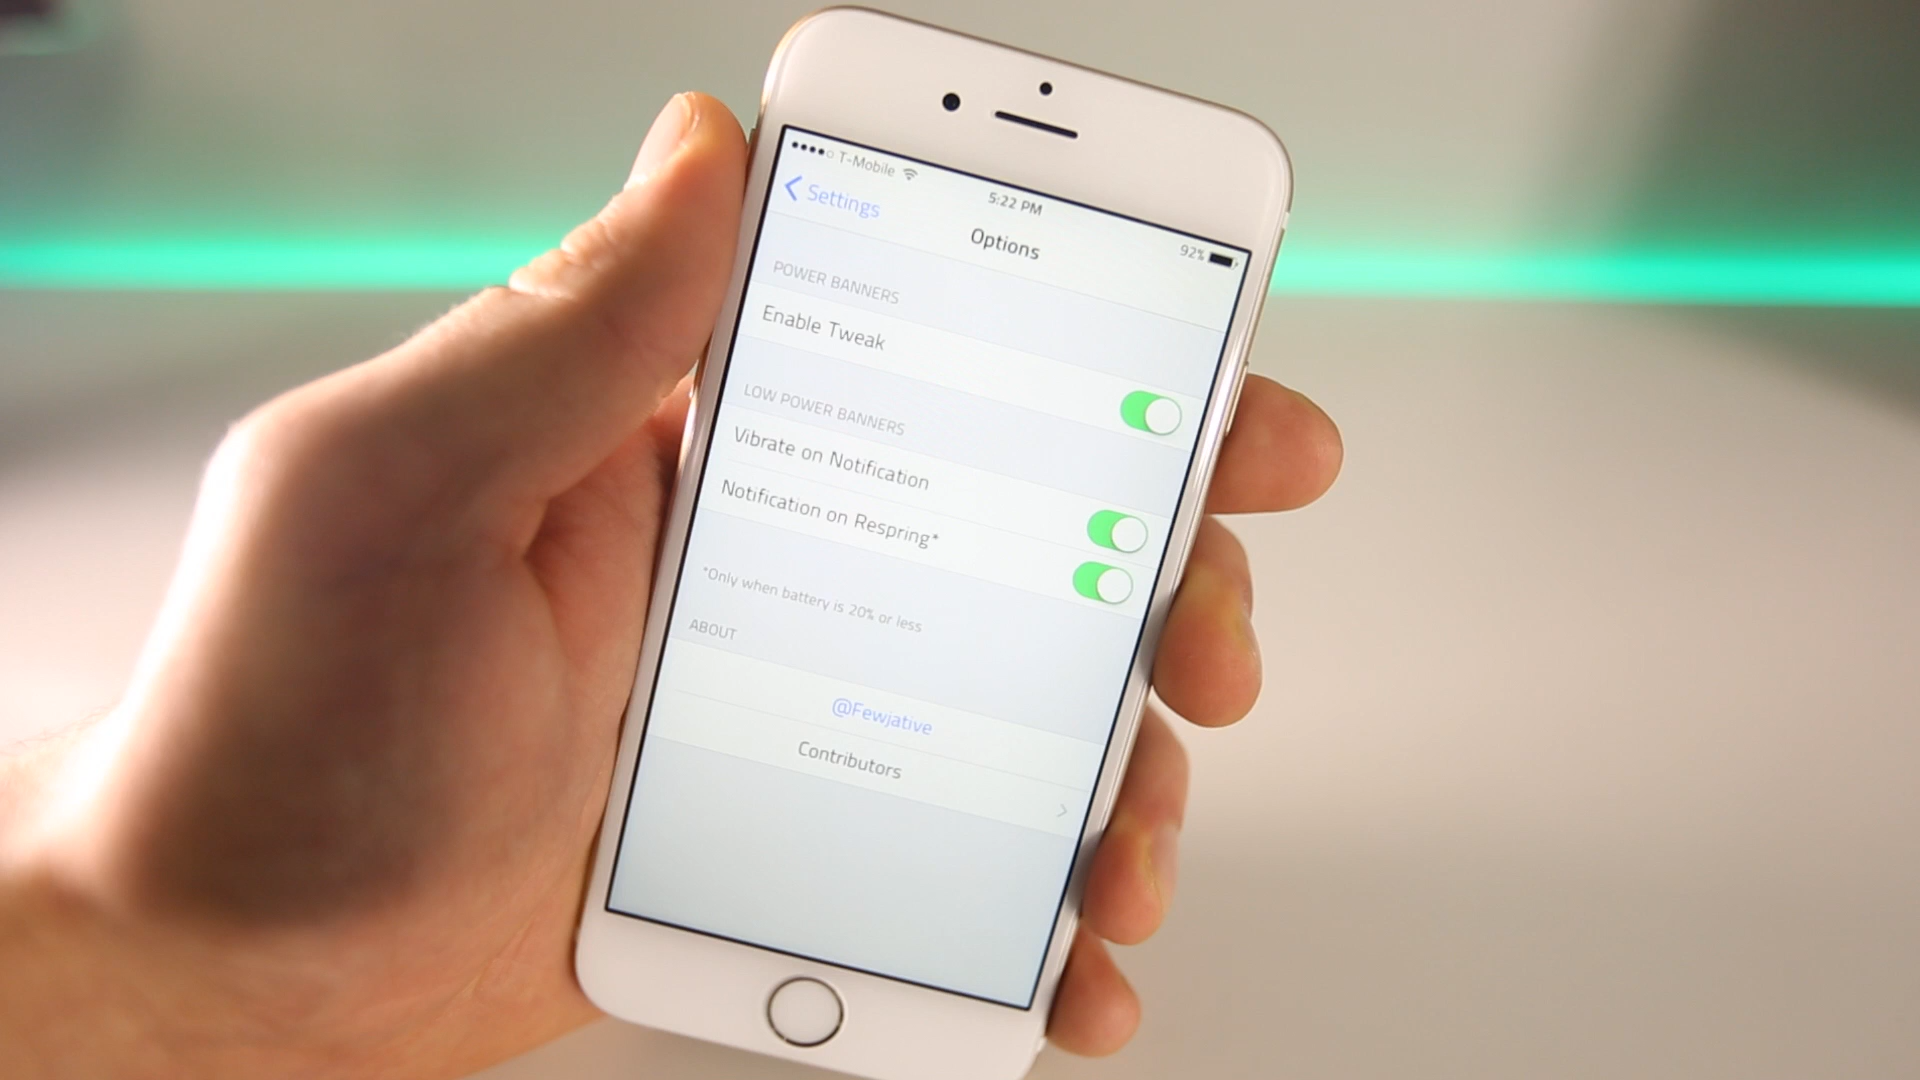 T-Mobile
5:22 PM
92%
Settings
Options
POWER BANNERS
Enable Tweak
LOW POWER BANNERS
Vibrate on Notification
Notification on Respring*
*Only when battery is 20% or less
ABOUT
@Fewjative
Contributors